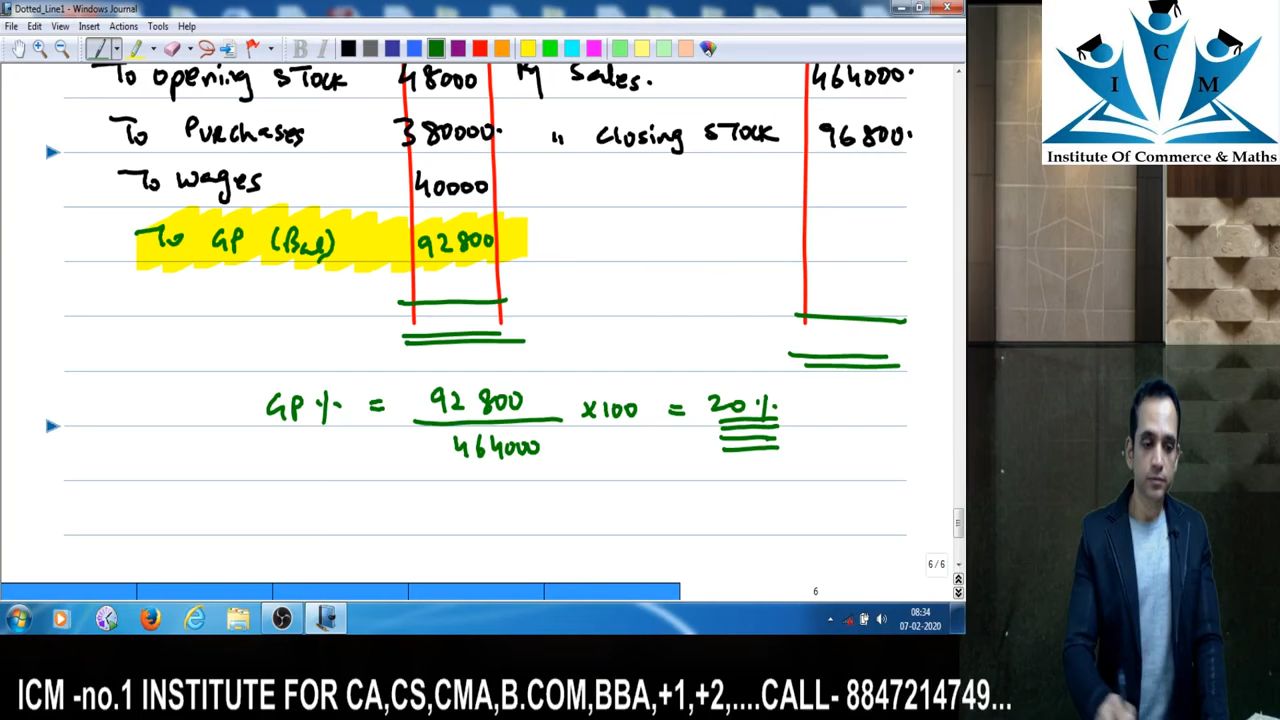 Dotted_Line1 - Windows Journal
File Edit View Insert Actions Tools Help
To opening stock 48000 By Sales. 464000.
To Purchases 380000. " closing stock 96800.
To wages 40000
To GP (Bal) 92800
GP % = 92800 / 464000 x100 = 20%
6/6
6
08:34
07-02-2020
I C M
Institute Of Commerce & Maths
ICM -no.1 INSTITUTE FOR CA,CS,CMA,B.COM,BBA,+1,+2,....CALL- 8847214749...